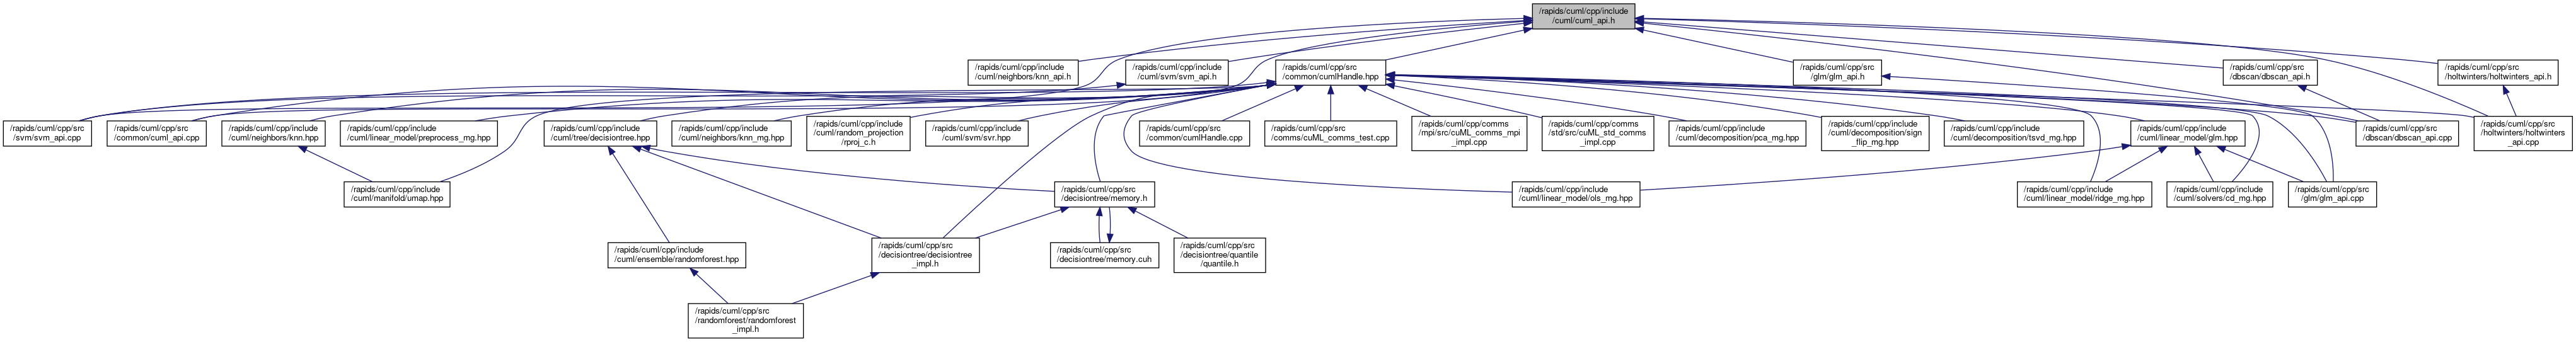 /rapids/cuml/cpp/include
/cuml/cuml_api.h
/rapids/cuml/cpp/include
/cuml/neighbors/knn_api.h
/rapids/cuml/cpp/include
/cuml/svm/svm_api.h
/rapids/cuml/cpp/src
/common/cumlHandle.hpp
/rapids/cuml/cpp/src
/glm/glm_api.h
/rapids/cuml/cpp/src
/dbscan/dbscan_api.h
/rapids/cuml/cpp/src
/holtwinters/holtwinters_api.h
/rapids/cuml/cpp/src
/svm/svm_api.cpp
/rapids/cuml/cpp/src
/common/cuml_api.cpp
/rapids/cuml/cpp/include
/cuml/neighbors/knn.hpp
/rapids/cuml/cpp/include
/cuml/linear_model/preprocess_mg.hpp
/rapids/cuml/cpp/include
/cuml/tree/decisiontree.hpp
/rapids/cuml/cpp/include
/cuml/neighbors/knn_mg.hpp
/rapids/cuml/cpp/include
/cuml/random_projection
/rproj_c.h
/rapids/cuml/cpp/include
/cuml/svm/svr.hpp
/rapids/cuml/cpp/src
/common/cumlHandle.cpp
/rapids/cuml/cpp/src
/comms/cuML_comms_test.cpp
/rapids/cuml/cpp/comms
/mpi/src/cuML_comms_mpi
_impl.cpp
/rapids/cuml/cpp/comms
/std/src/cuML_std_comms
_impl.cpp
/rapids/cuml/cpp/include
/cuml/decomposition/pca_mg.hpp
/rapids/cuml/cpp/include
/cuml/decomposition/sign
_flip_mg.hpp
/rapids/cuml/cpp/include
/cuml/decomposition/tsvd_mg.hpp
/rapids/cuml/cpp/include
/cuml/linear_model/glm.hpp
/rapids/cuml/cpp/src
/dbscan/dbscan_api.cpp
/rapids/cuml/cpp/src
/holtwinters/holtwinters
_api.cpp
/rapids/cuml/cpp/include
/cuml/manifold/umap.hpp
/rapids/cuml/cpp/src
/decisiontree/memory.h
/rapids/cuml/cpp/include
/cuml/linear_model/ols_mg.hpp
/rapids/cuml/cpp/include
/cuml/linear_model/ridge_mg.hpp
/rapids/cuml/cpp/include
/cuml/solvers/cd_mg.hpp
/rapids/cuml/cpp/src
/glm/glm_api.cpp
/rapids/cuml/cpp/include
/cuml/ensemble/randomforest.hpp
/rapids/cuml/cpp/src
/decisiontree/decisiontree
_impl.h
/rapids/cuml/cpp/src
/decisiontree/memory.cuh
/rapids/cuml/cpp/src
/decisiontree/quantile
/quantile.h
/rapids/cuml/cpp/src
/randomforest/randomforest
_impl.h